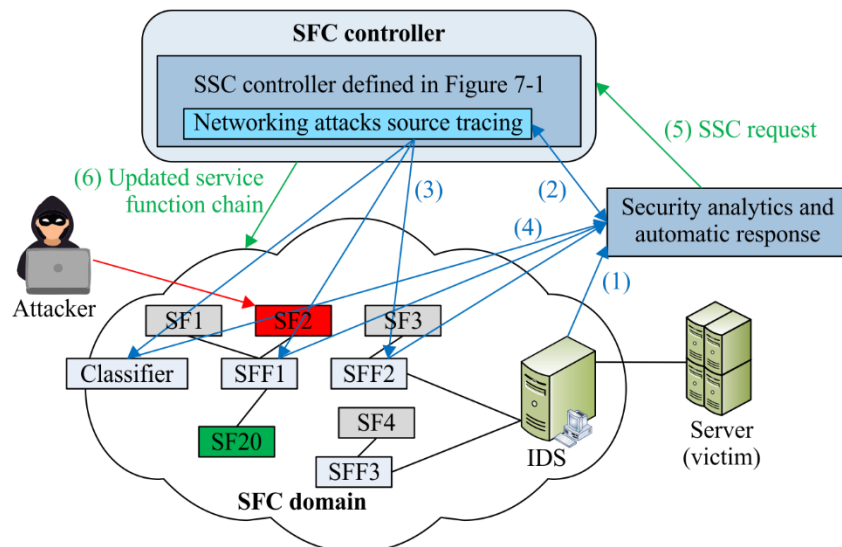 SFC controller
SSC controller defined in Figure 7-1
Networking attacks source tracing
(5) SSC request
(6) Updated service
function chain
(3)
(2)
(4)
Security analytics and
automatic response
(1)
Attacker
SF1
SF2
SF3
Classifier
SFF1
SFF2
SF20
SF4
SFF3
IDS
Server
(victim)
SFC domain